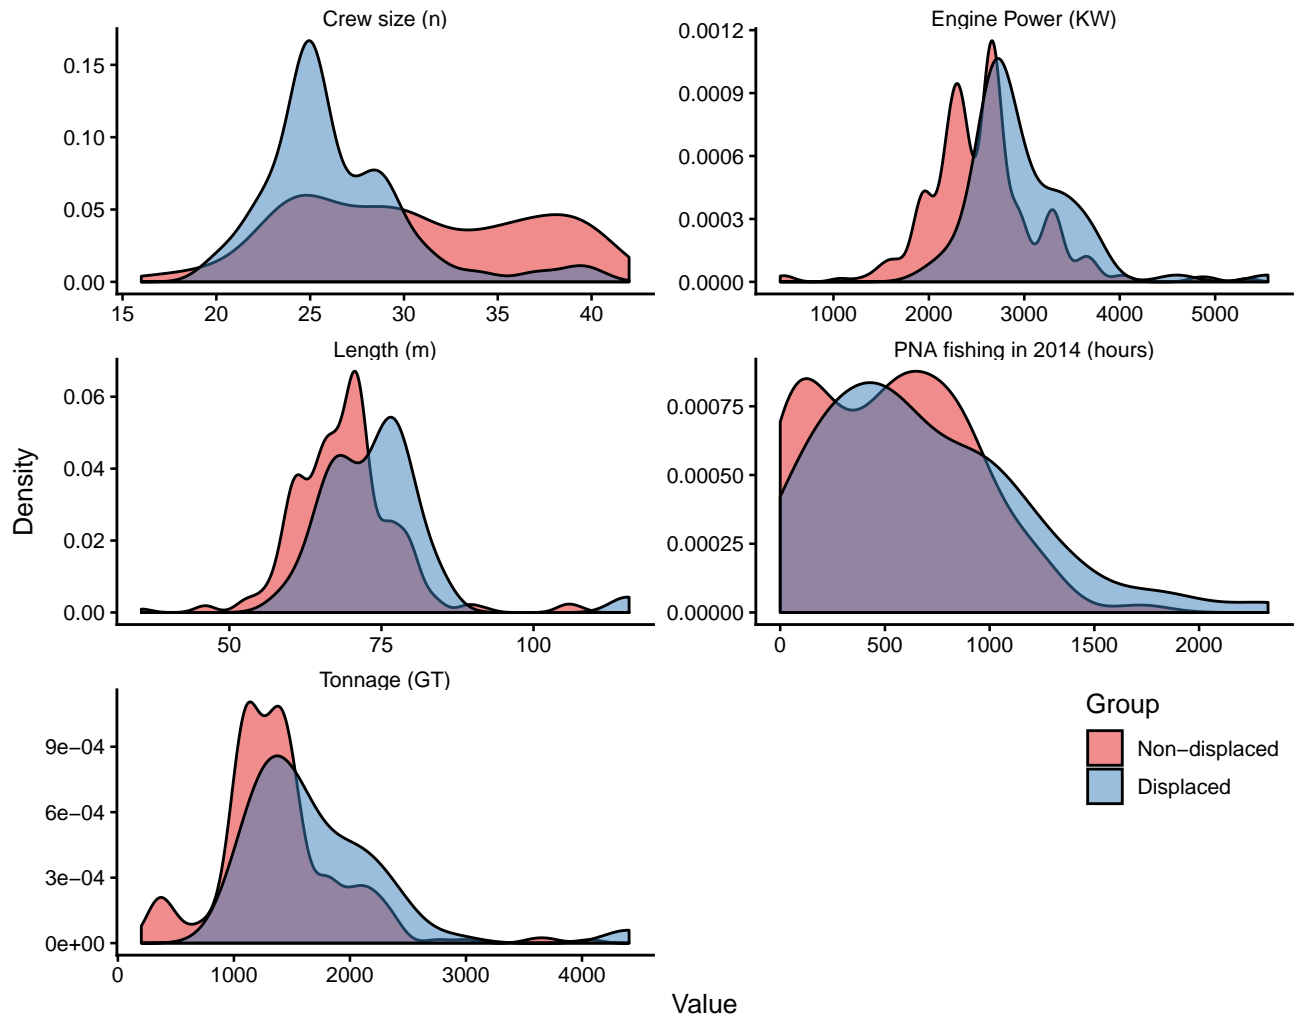 Crew size (n)
0.15
0.10
0.05
0.00
15 20 25 30 35 40
Engine Power (KW)
0.0012
0.0009
0.0006
0.0003
0.0000
1000 2000 3000 4000 5000
Length (m)
0.06
0.04
0.02
0.00
50 75 100
PNA fishing in 2014 (hours)
0.00075
0.00050
0.00025
0.00000
0 500 1000 1500 2000
Tonnage (GT)
9e−04
6e−04
3e−04
0e+00
0 1000 2000 3000 4000
Density
Value
Group
Non−displaced
Displaced